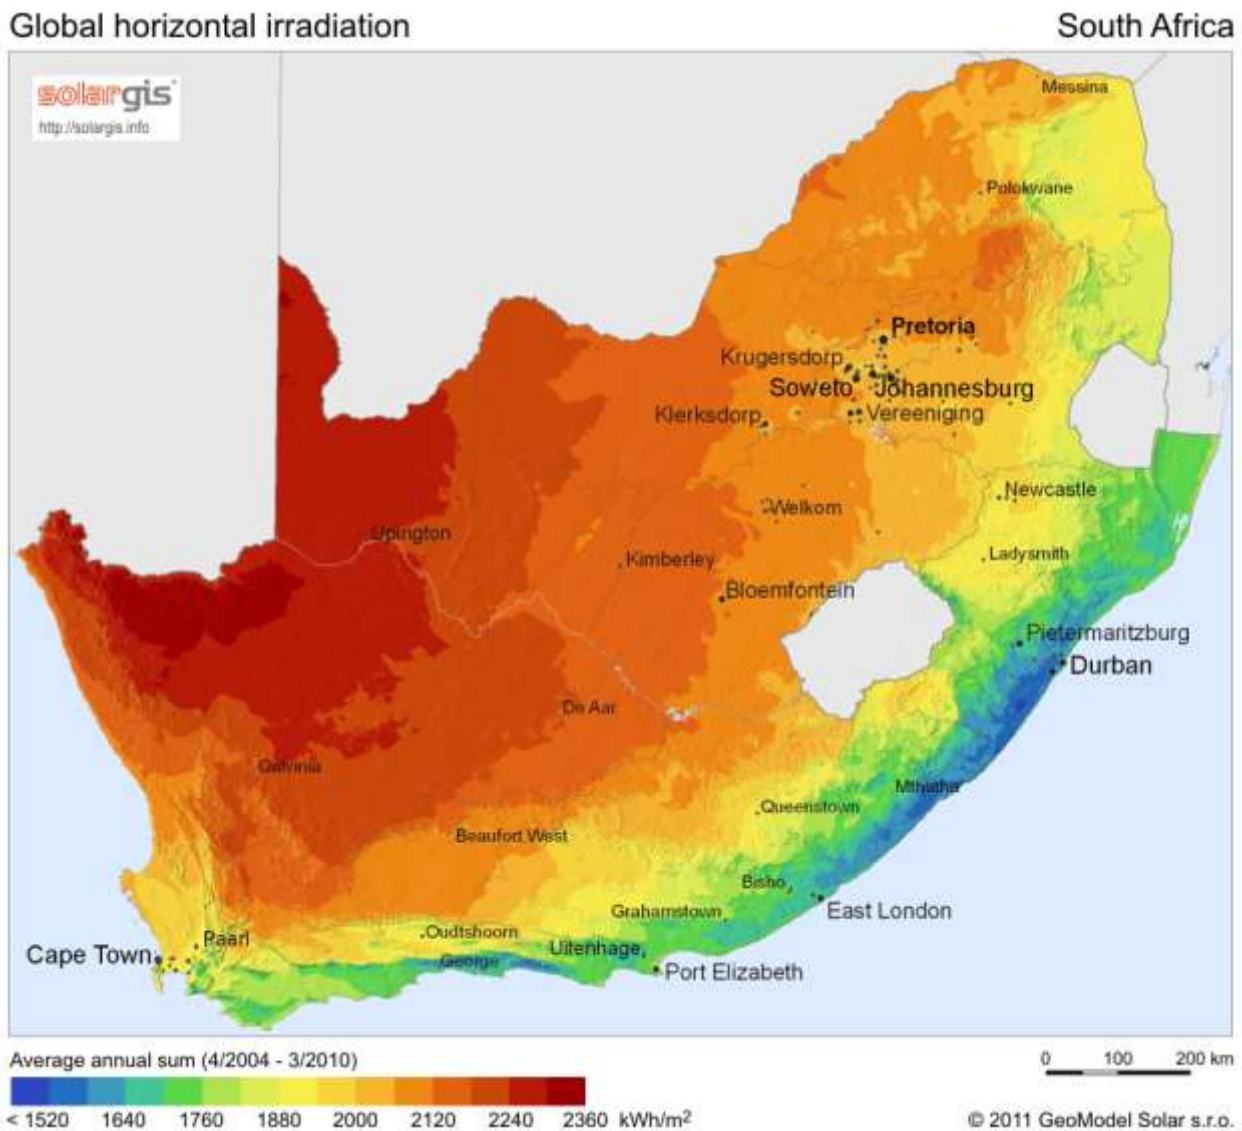 Global horizontal irradiation
South Africa
solargis
http://solargis.info
Messina
Polokwane
Pretoria
Krugersdorp
Soweto
Johannesburg
Klerksdorp
Vereeniging
Newcastle
Welkom
Upington
Kimberley
Ladysmith
Bloemfontein
Pietermaritzburg
Durban
De Aar
Calvinia
Mthatha
Queenstown
Beaufort West
Bisho
Grahamstown
East London
Oudtshoorn
Paarl
Cape Town
Uitenhage
George
Port Elizabeth
Average annual sum (4/2004 - 3/2010)
0 100 200 km
< 1520 1640 1760 1880 2000 2120 2240 2360 kWh/m²
© 2011 GeoModel Solar s.r.o.